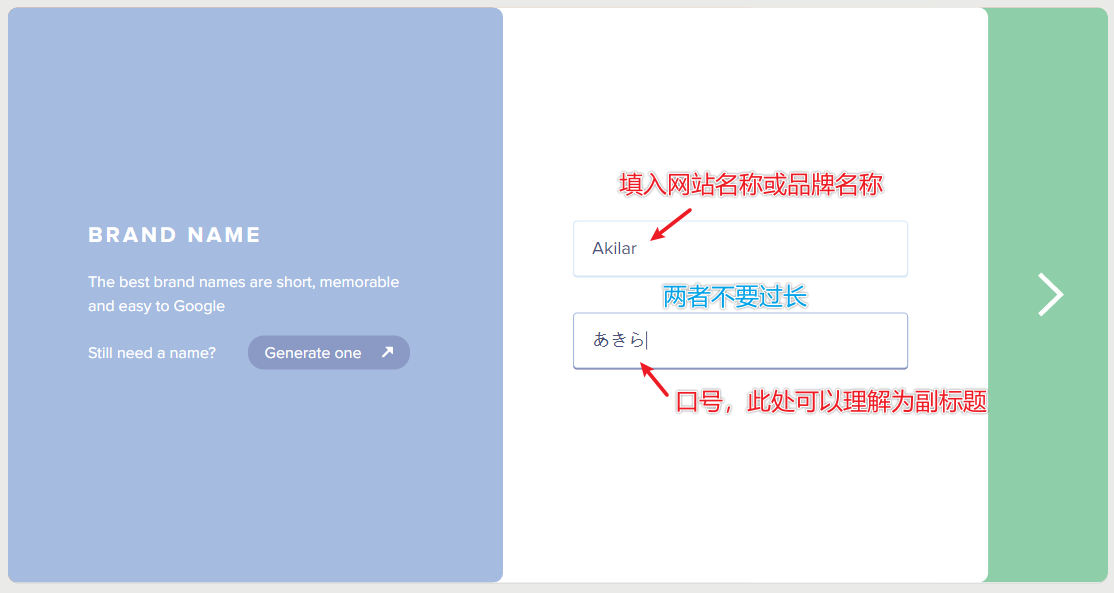 BRAND NAME
The best brand names are short, memorable
and easy to Google
Still need a name?
Generate one
填入网站名称或品牌名称
Akilar
两者不要过长
あきら
口号，此处可以理解为副标题